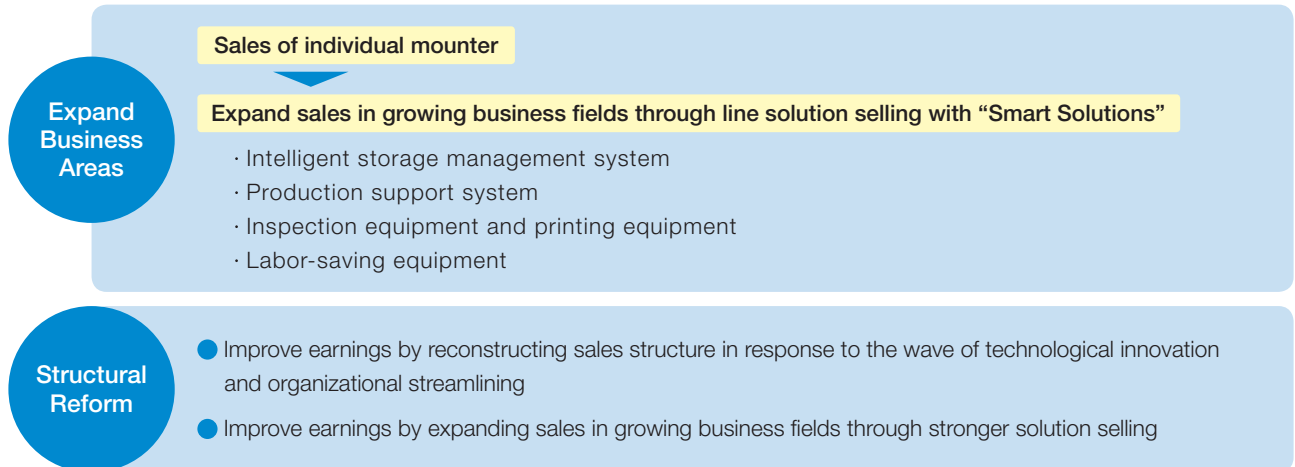 Expand
Business
Areas
Sales of individual mounter
Expand sales in growing business fields through line solution selling with “Smart Solutions”
· Intelligent storage management system
· Production support system
· Inspection equipment and printing equipment
· Labor-saving equipment
Structural
Reform
● Improve earnings by reconstructing sales structure in response to the wave of technological innovation
and organizational streamlining
● Improve earnings by expanding sales in growing business fields through stronger solution selling